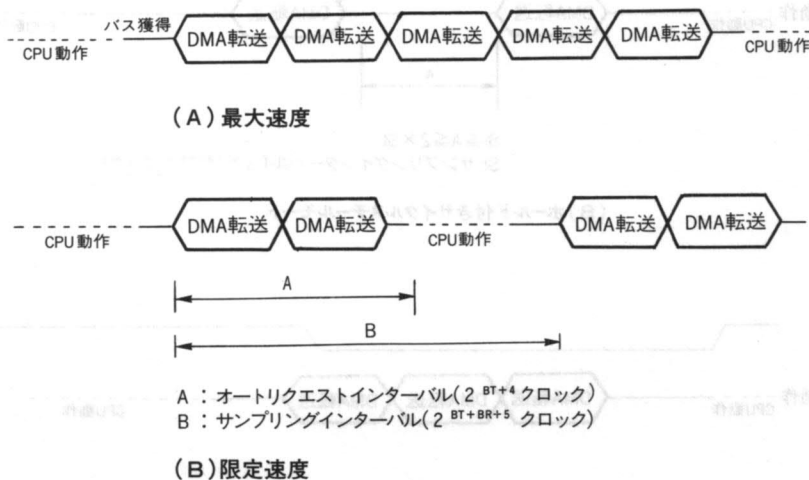 バス獲得
CPU動作 DMA転送 DMA転送 DMA転送 DMA転送 DMA転送 CPU動作
(A)最大速度
CPU動作 DMA転送 DMA転送 CPU動作 DMA転送 DMA転送
A
B
A : オートリクエストインターバル(2 BT+4 クロック)
B : サンプリングインターバル(2 BT+BR+5 クロック)
(B)限定速度